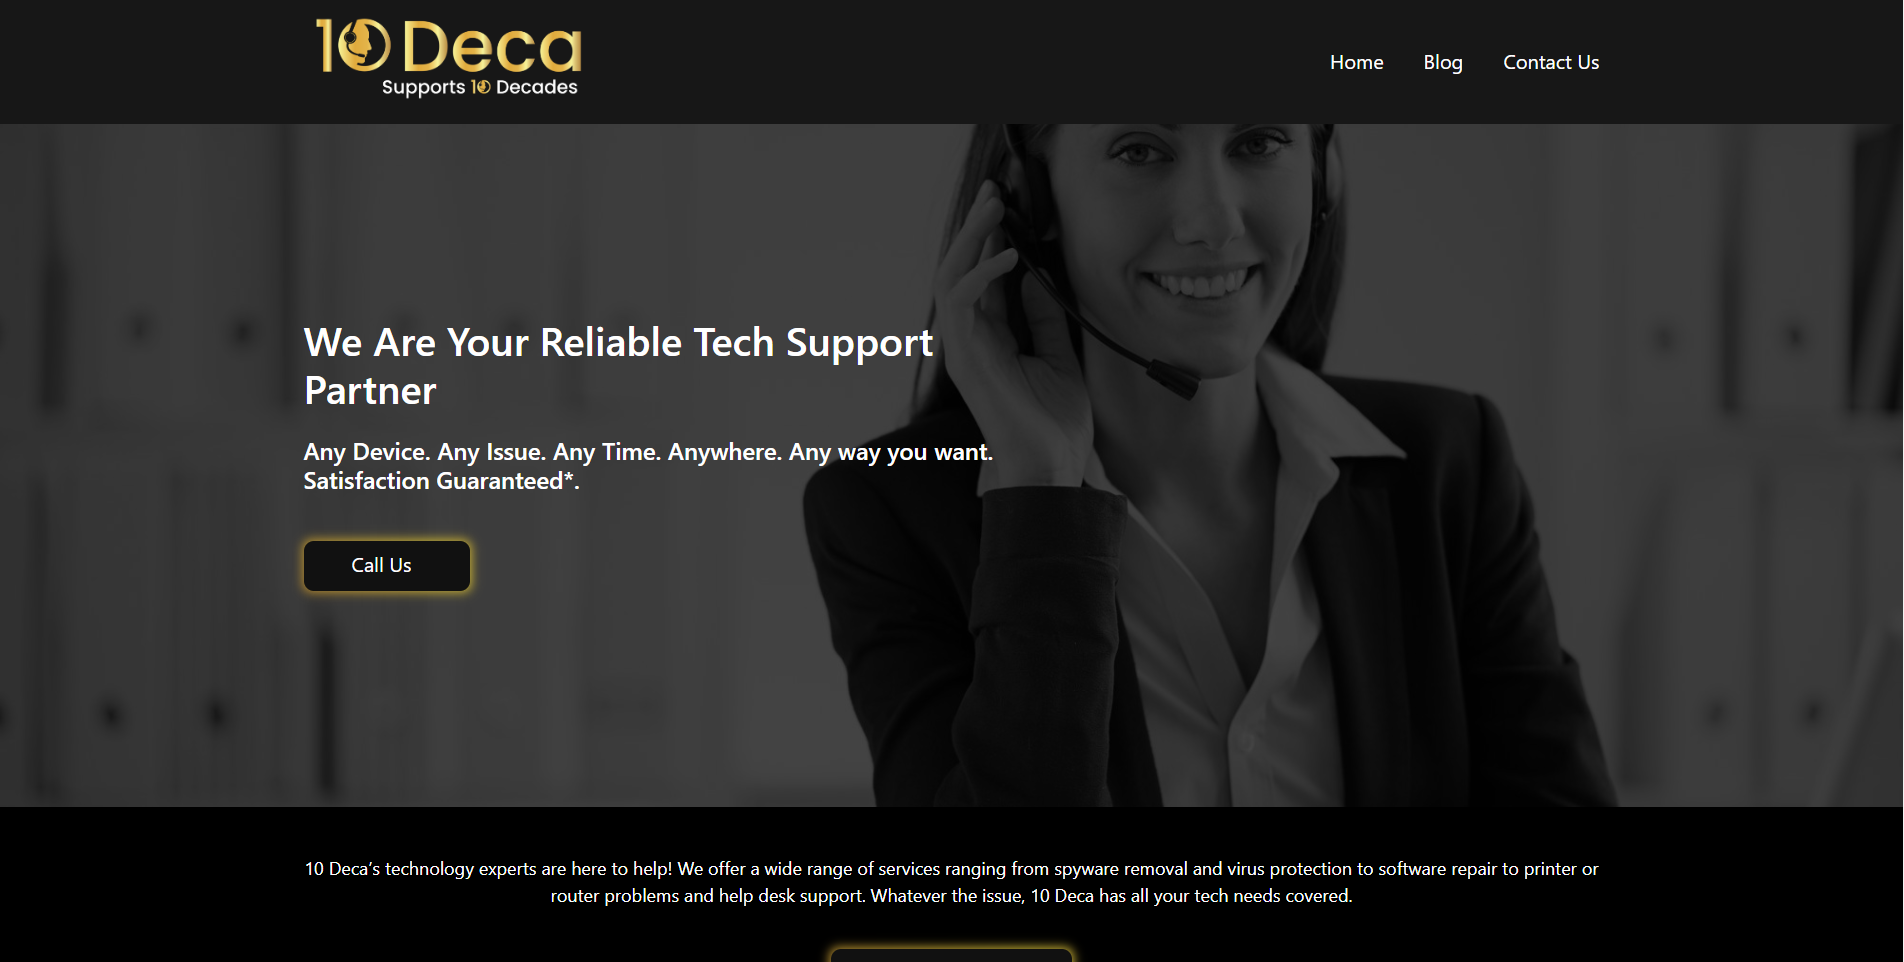 10 Deca
Supports 10 Decades
Home Blog Contact Us
We Are Your Reliable Tech Support
Partner
Any Device. Any Issue. Any Time. Anywhere. Any way you want.
Satisfaction Guaranteed*.
Call Us
10 Deca’s technology experts are here to help! We offer a wide range of services ranging from spyware removal and virus protection to software repair to printer or
router problems and help desk support. Whatever the issue, 10 Deca has all your tech needs covered.